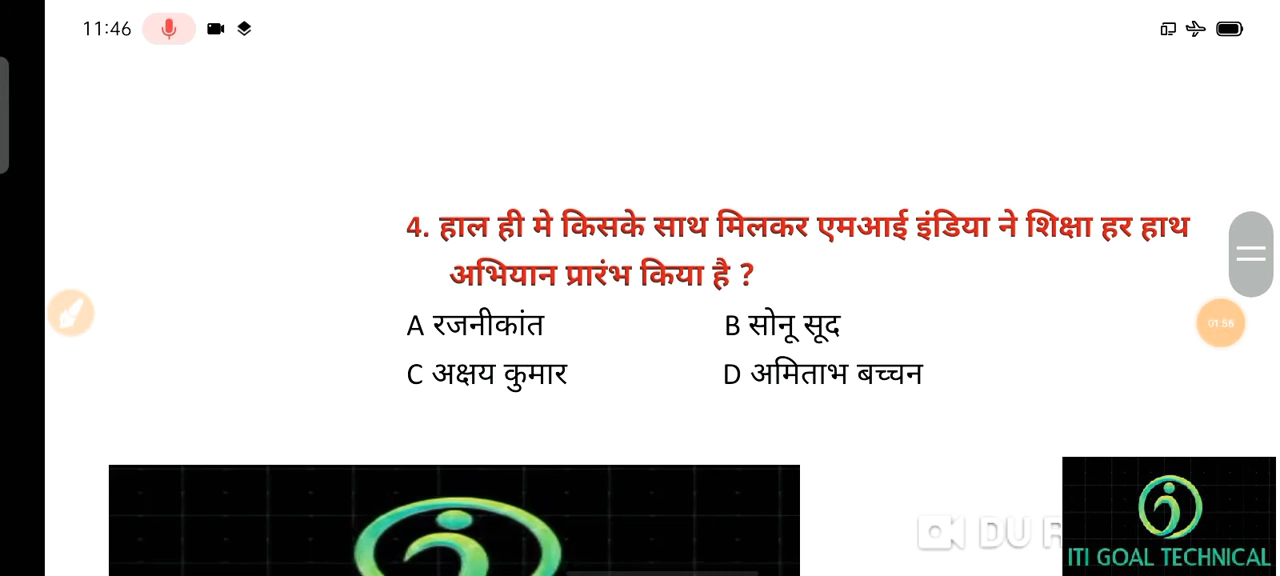 11:46
4. हाल ही मे किसके साथ मिलकर एमआई इंडिया ने शिक्षा हर हाथ
अभियान प्रारंभ किया है ?
A रजनीकांत B सोनू सूद
C अक्षय कुमार D अमिताभ बच्चन
01:56
DU R
ITI GOAL TECHNICAL